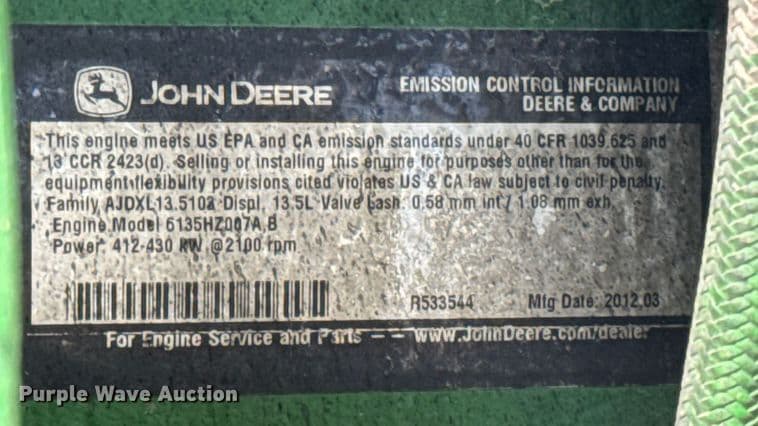 JOHN DEERE
EMISSION CONTROL INFORMATION
DEERE & COMPANY
This engine meets US EPA and CA emission standards under 40 CFR 1039.625 and
13 CCR 2423(d). Selling or installing this engine for purposes other than for the
equipment flexibility provisions cited violates US & CA law subject to civil penalty.
Family AJDXL13.5102 Displ. 13.5L Valve Lash: 0.58 mm int / 1.08 mm exh
Engine Model 6135HZ007A,B
Power: 412-430 KW @2100 rpm
R533544 Mfg Date: 2012.03
For Engine Service and Parts -- www.JohnDeere.com/dealer
Purple Wave Auction